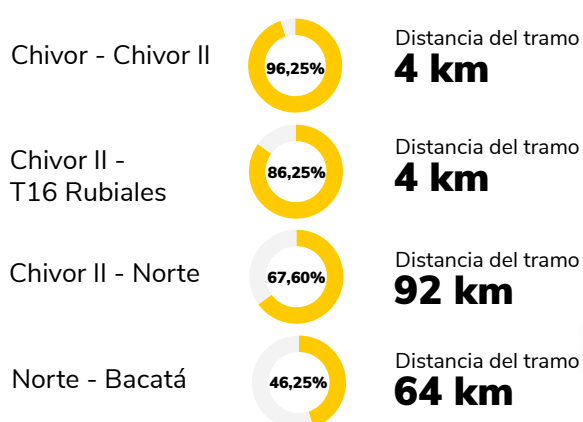 Chivor - Chivor II
96,25%
Distancia del tramo
4 km
Chivor II -
T16 Rubiales
86,25%
Distancia del tramo
4 km
Chivor II - Norte
67,60%
Distancia del tramo
92 km
Norte - Bacatá
46,25%
Distancia del tramo
64 km